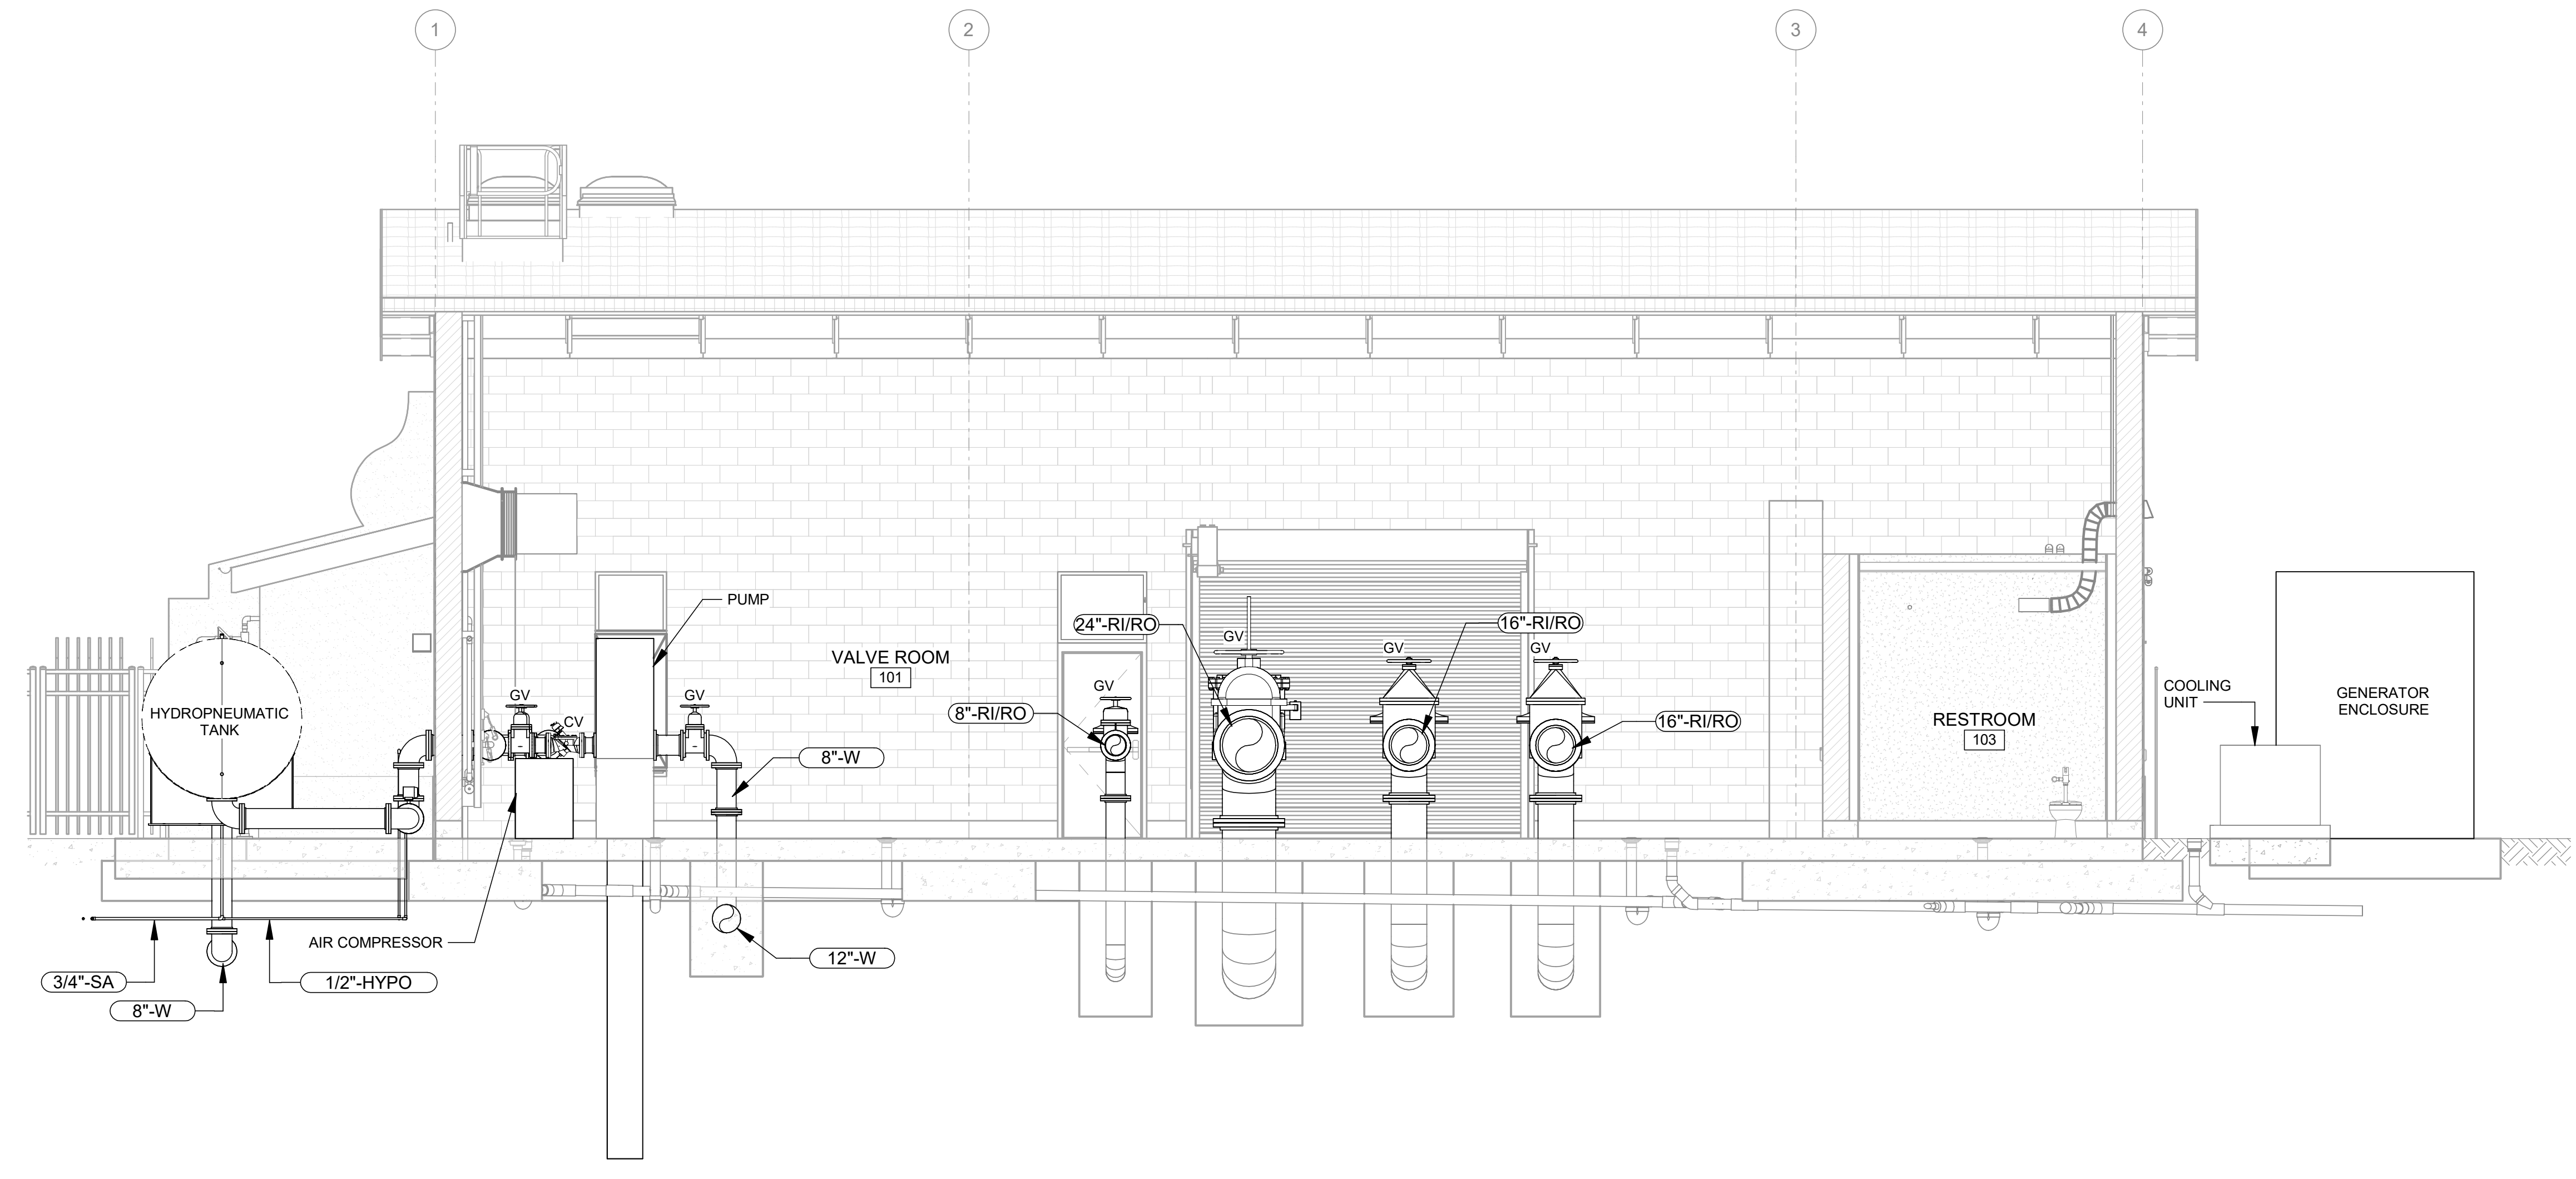 1
2
3
4
PUMP
VALVE ROOM
101
24"-RI/RO
16"-RI/RO
GV
GV
GV
GV
8"-RI/RO
16"-RI/RO
HYDROPNEUMATIC
TANK
GV
CV
GV
8"-W
RESTROOM
103
COOLING
UNIT
GENERATOR
ENCLOSURE
AIR COMPRESSOR
12"-W
3/4"-SA
1/2"-HYPO
8"-W